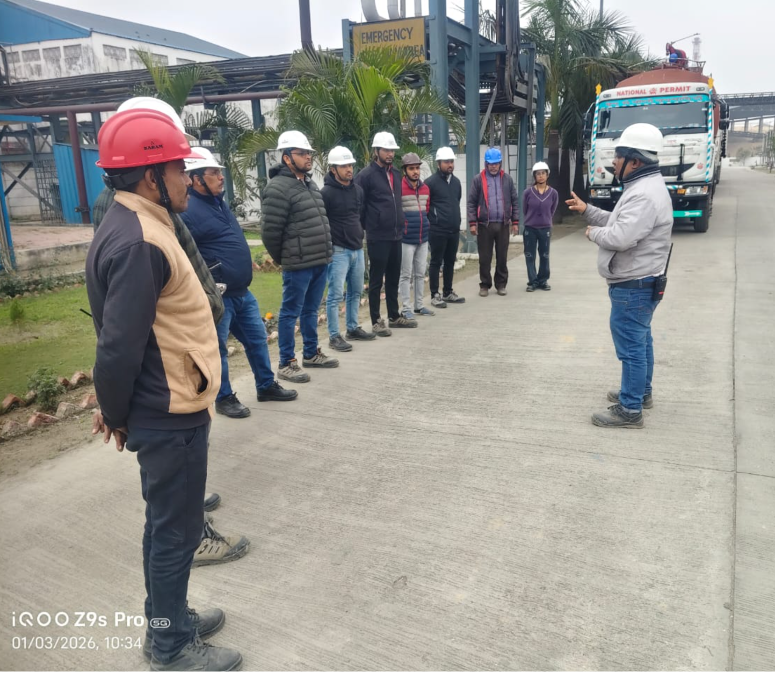 EMERGENCY
NATIONAL PERMIT
iQOO Z9s Pro 5G
01/03/2026, 10:34